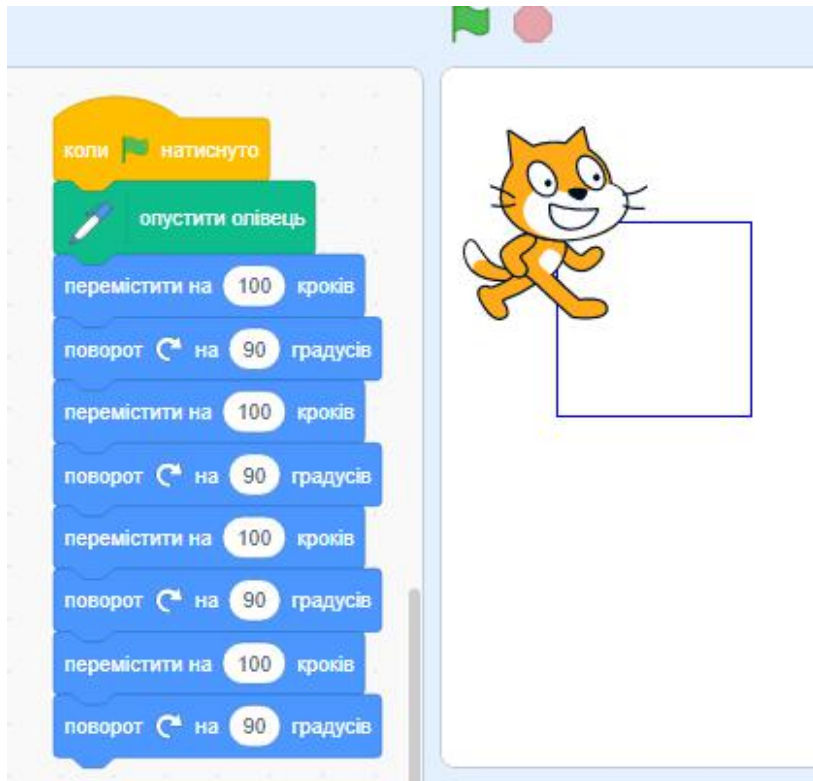 коли натиснуто
опустити олівець
перемістити на 100 кроків
поворот на 90 градусів
перемістити на 100 кроків
поворот на 90 градусів
перемістити на 100 кроків
поворот на 90 градусів
перемістити на 100 кроків
поворот на 90 градусів